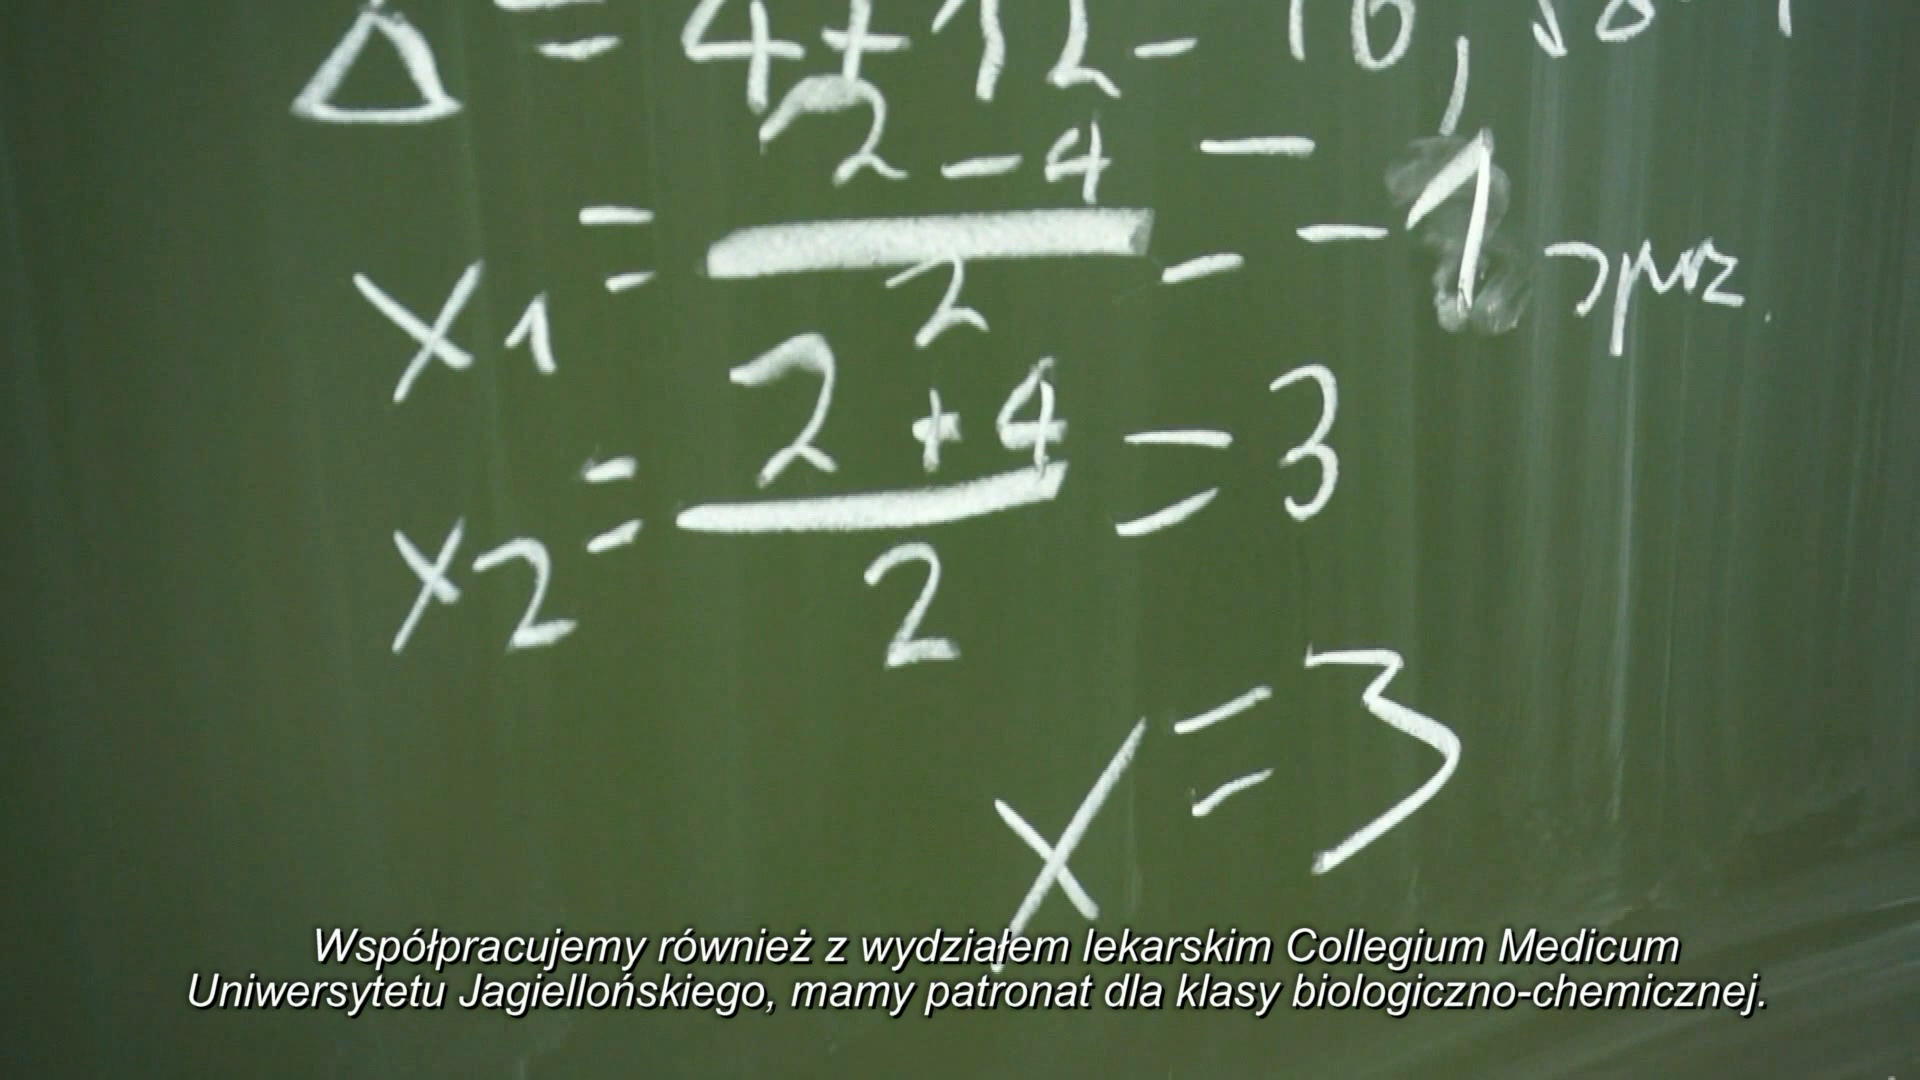 Δ = 4 + 12 = 16,
x1 = 2 - 4 / 2 = -1 sprz.
x2 = 2 + 4 / 2 = 3
x = 3
Współpracujemy również z wydziałem lekarskim Collegium Medicum
Uniwersytetu Jagiellońskiego, mamy patronat dla klasy biologiczno-chemicznej.